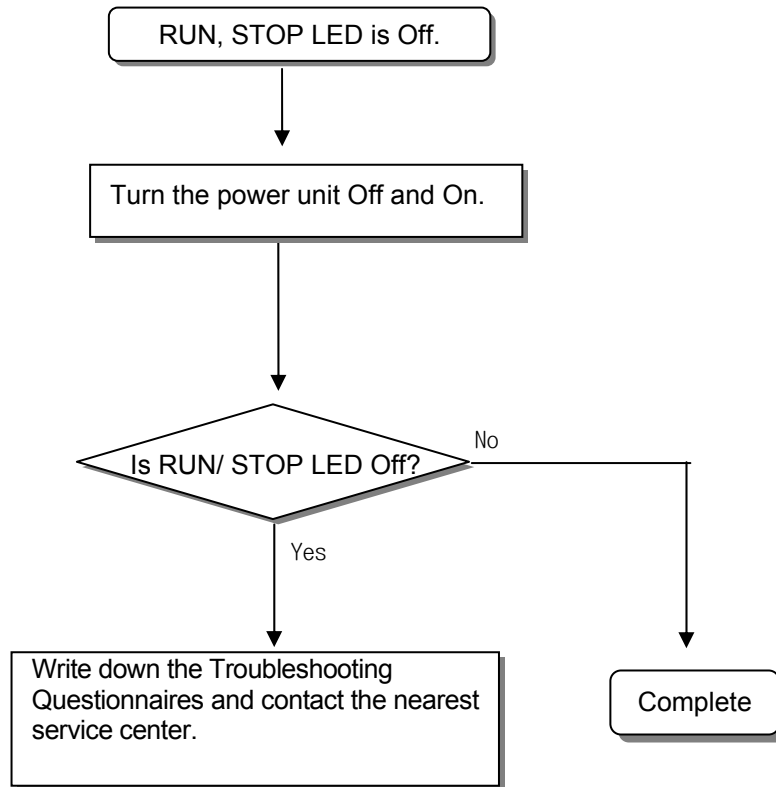 RUN, STOP LED is Off.
Turn the power unit Off and On.
Is RUN/ STOP LED Off?
No
Yes
Write down the Troubleshooting
Questionnaires and contact the nearest
service center.
Complete